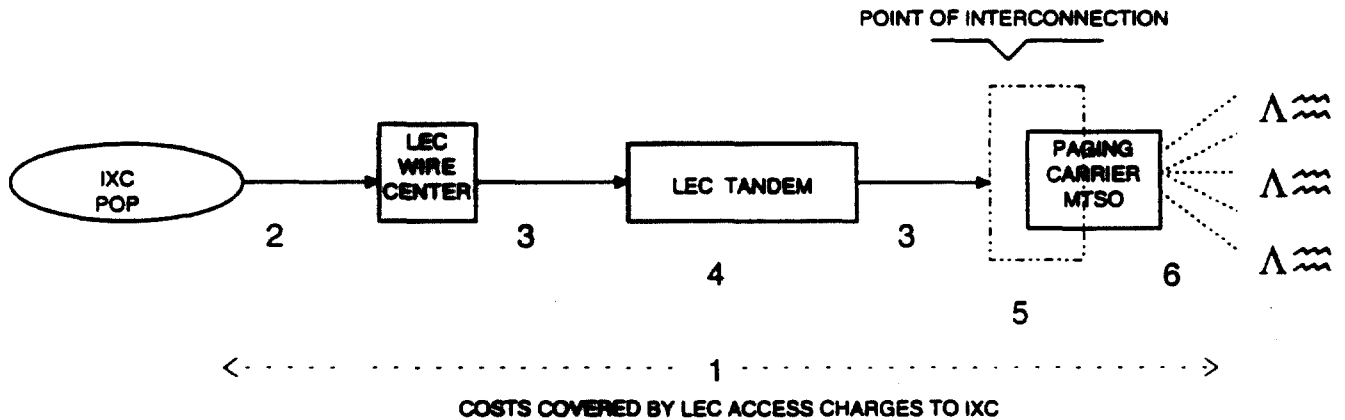 POINT OF INTERCONNECTION
IXC
POP
LEC
WIRE
CENTER
LEC TANDEM
PAGING
CARRIER
MTSO
2
3
4
3
5
6
1
COSTS COVERED BY LEC ACCESS CHARGES TO IXC